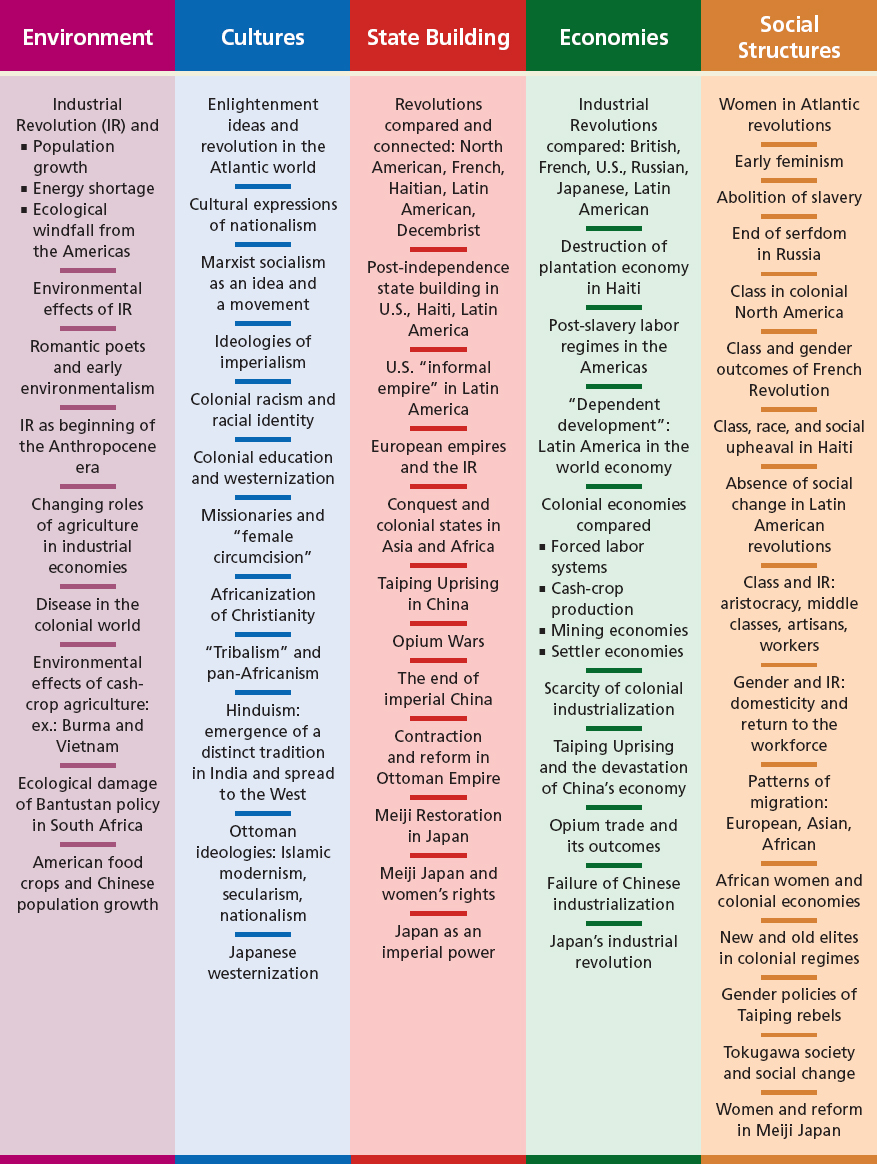 Environment
Industrial
Revolution (IR) and
▪ Population
growth
▪ Energy shortage
▪ Ecological
windfall from
the Americas
Environmental
effects of IR
Romantic poets
and early
environmentalism
IR as beginning of
the Anthropocene
era
Changing roles
of agriculture
in industrial
economies
Disease in the
colonial world
Environmental
effects of cash-
crop agriculture:
ex.: Burma and
Vietnam
Ecological damage
of Bantustan policy
in South Africa
American food
crops and Chinese
population growth
Cultures
Enlightenment
ideas and
revolution in the
Atlantic world
Cultural expressions
of nationalism
Marxist socialism
as an idea and
a movement
Ideologies of
imperialism
Colonial racism and
racial identity
Colonial education
and westernization
Missionaries and
“female
circumcision”
Africanization
of Christianity
“Tribalism” and
pan-Africanism
Hinduism:
emergence of a
distinct tradition
in India and spread
to the West
Ottoman
ideologies: Islamic
modernism,
secularism,
nationalism
Japanese
westernization
State Building
Revolutions
compared and
connected: North
American, French,
Haitian, Latin
American,
Decembrist
Post-independence
state building in
U.S., Haiti, Latin
America
U.S. “informal
empire” in Latin
America
European empires
and the IR
Conquest and
colonial states in
Asia and Africa
Taiping Uprising
in China
Opium Wars
The end of
imperial China
Contraction
and reform in
Ottoman Empire
Meiji Restoration
in Japan
Meiji Japan and
women’s rights
Japan as an
imperial power
Economies
Industrial
Revolutions
compared: British,
French, U.S., Russian,
Japanese, Latin
American
Destruction of
plantation economy
in Haiti
Post-slavery labor
regimes in the
Americas
“Dependent
development”:
Latin America in the
world economy
Colonial economies
compared
▪ Forced labor
systems
▪ Cash-crop
production
▪ Mining economies
▪ Settler economies
Scarcity of colonial
industrialization
Taiping Uprising
and the devastation
of China’s economy
Opium trade and
its outcomes
Failure of Chinese
industrialization
Japan’s industrial
revolution
Social
Structures
Women in Atlantic
revolutions
Early feminism
Abolition of slavery
End of serfdom
in Russia
Class in colonial
North America
Class and gender
outcomes of French
Revolution
Class, race, and social
upheaval in Haiti
Absence of social
change in Latin
American
revolutions
Class and IR:
aristocracy, middle
classes, artisans,
workers
Gender and IR:
domesticity and
return to the
workforce
Patterns of
migration:
European, Asian,
African
African women and
colonial economies
New and old elites
in colonial regimes
Gender policies of
Taiping rebels
Tokugawa society
and social change
Women and reform
in Meiji Japan